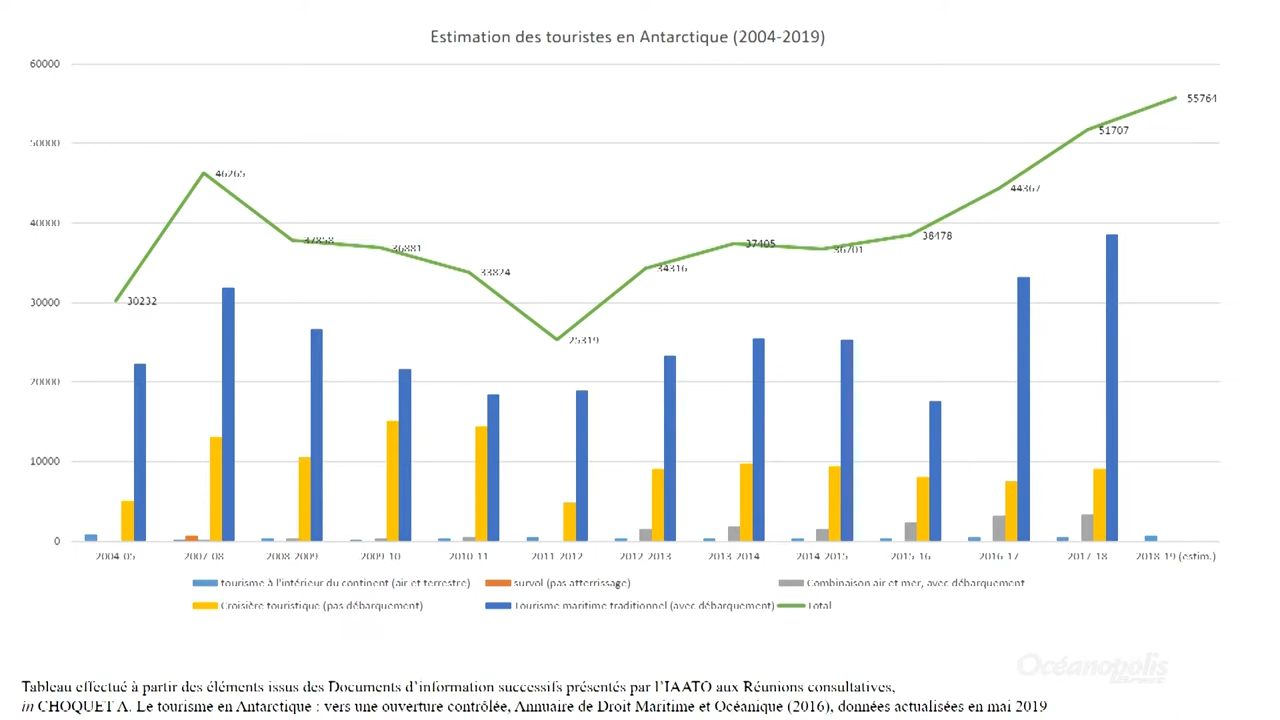 Estimation des touristes en Antarctique (2004-2019)
60000
50000
40000
30000
20000
10000
0
30232
46265
37858
36881
33824
25319
34316
37405
36701
38478
44367
51707
55764
2004-05
2007-08
2008-2009
2009-10
2010-11
2011-2012
2012-2013
2013-2014
2014-2015
2015-16
2016-17
2017-18
2018-19 (estim.)
tourisme à l'intérieur du continent (air et terrestre)
survol (pas atterrissage)
Combinaison air et mer, avec débarquement
Croisière touristique (pas débarquement)
Tourisme maritime traditionnel (avec débarquement)
Total
Océanopolis
Brest
Tableau effectué à partir des éléments issus des Documents d’information successifs présentés par l’IAATO aux Réunions consultatives,
in CHOQUET A. Le tourisme en Antarctique : vers une ouverture contrôlée, Annuaire de Droit Maritime et Océanique (2016), données actualisées en mai 2019